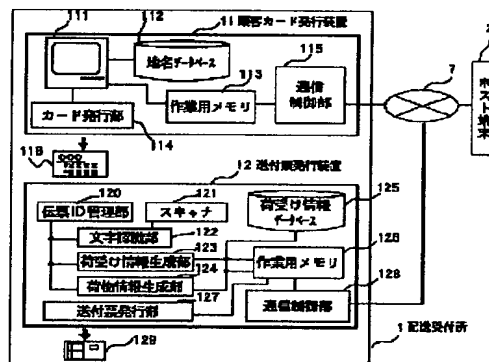 111
112
11 顧客カード発行装置
地名データベース
113
115
作業用メモリ
通信
制御部
カード発行部
114
7
2
ホスト端末
118
12 送付票発行装置
120
121
125
伝票ID管理部
スキャナ
荷受け情報
データベース
122
文字認識部
123
荷受け情報生成部
124
荷物情報生成部
作業用メモリ
127
128
送付票発行部
通信制御部
129
1 配送受付所